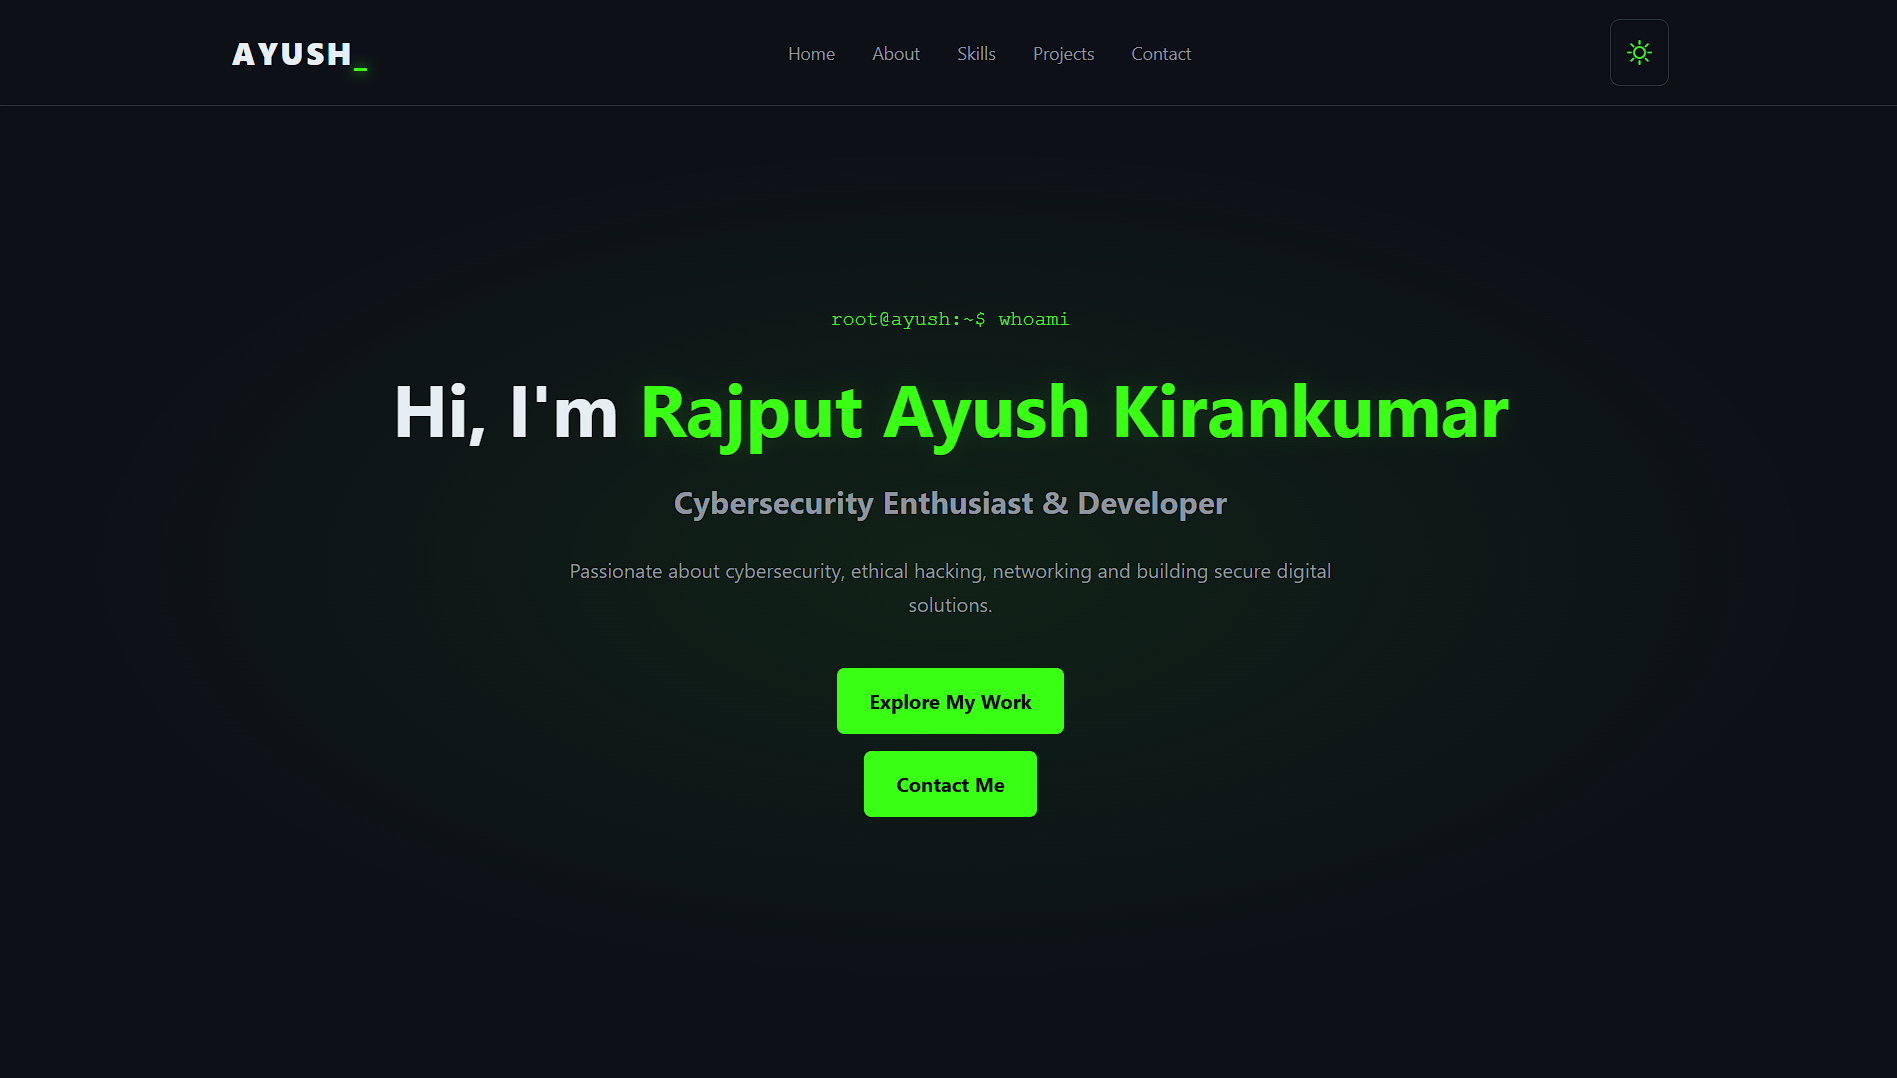 AYUSH_
Home About Skills Projects Contact
root@ayush:~$ whoami
Hi, I'm Rajput Ayush Kirankumar
Cybersecurity Enthusiast & Developer
Passionate about cybersecurity, ethical hacking, networking and building secure digital
solutions.
Explore My Work
Contact Me